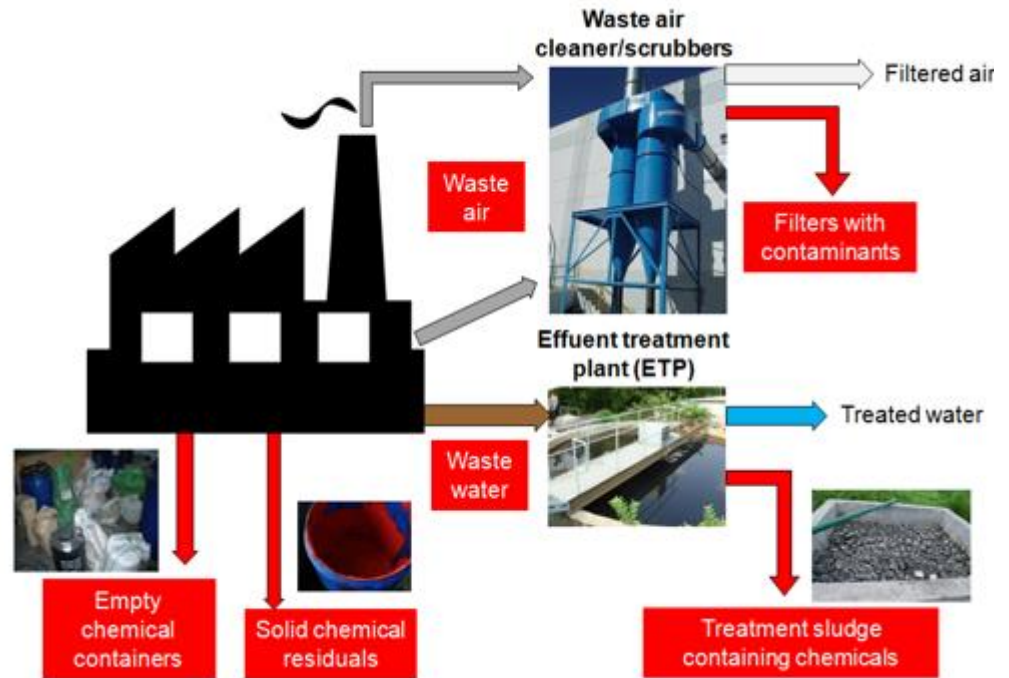 Waste air
cleaner/scrubbers
Filtered air
Waste
air
Filters with
contaminants
Effuent treatment
plant (ETP)
Treated water
Waste
water
Empty
chemical
containers
Solid chemical
residuals
Treatment sludge
containing chemicals